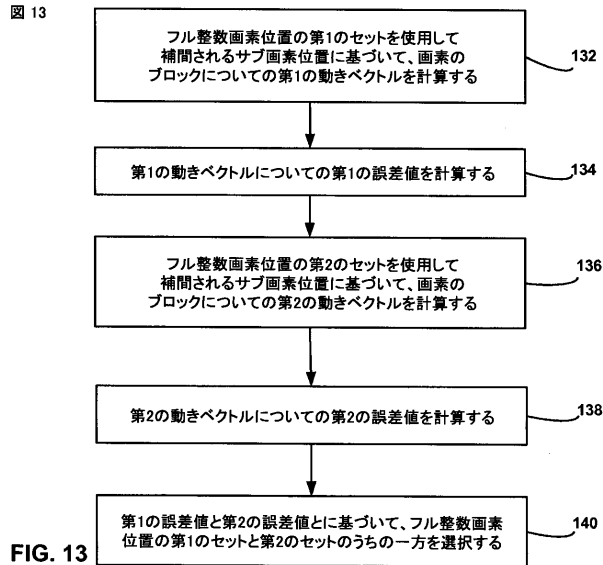 図 13
フル整数画素位置の第1のセットを使用して
補間されるサブ画素位置に基づいて、画素の
ブロックについての第1の動きベクトルを計算する
132
第1の動きベクトルについての第1の誤差値を計算する
134
フル整数画素位置の第2のセットを使用して
補間されるサブ画素位置に基づいて、画素の
ブロックについての第2の動きベクトルを計算する
136
第2の動きベクトルについての第2の誤差値を計算する
138
第1の誤差値と第2の誤差値とに基づいて、フル整数画素
位置の第1のセットと第2のセットのうちの一方を選択する
140
FIG. 13